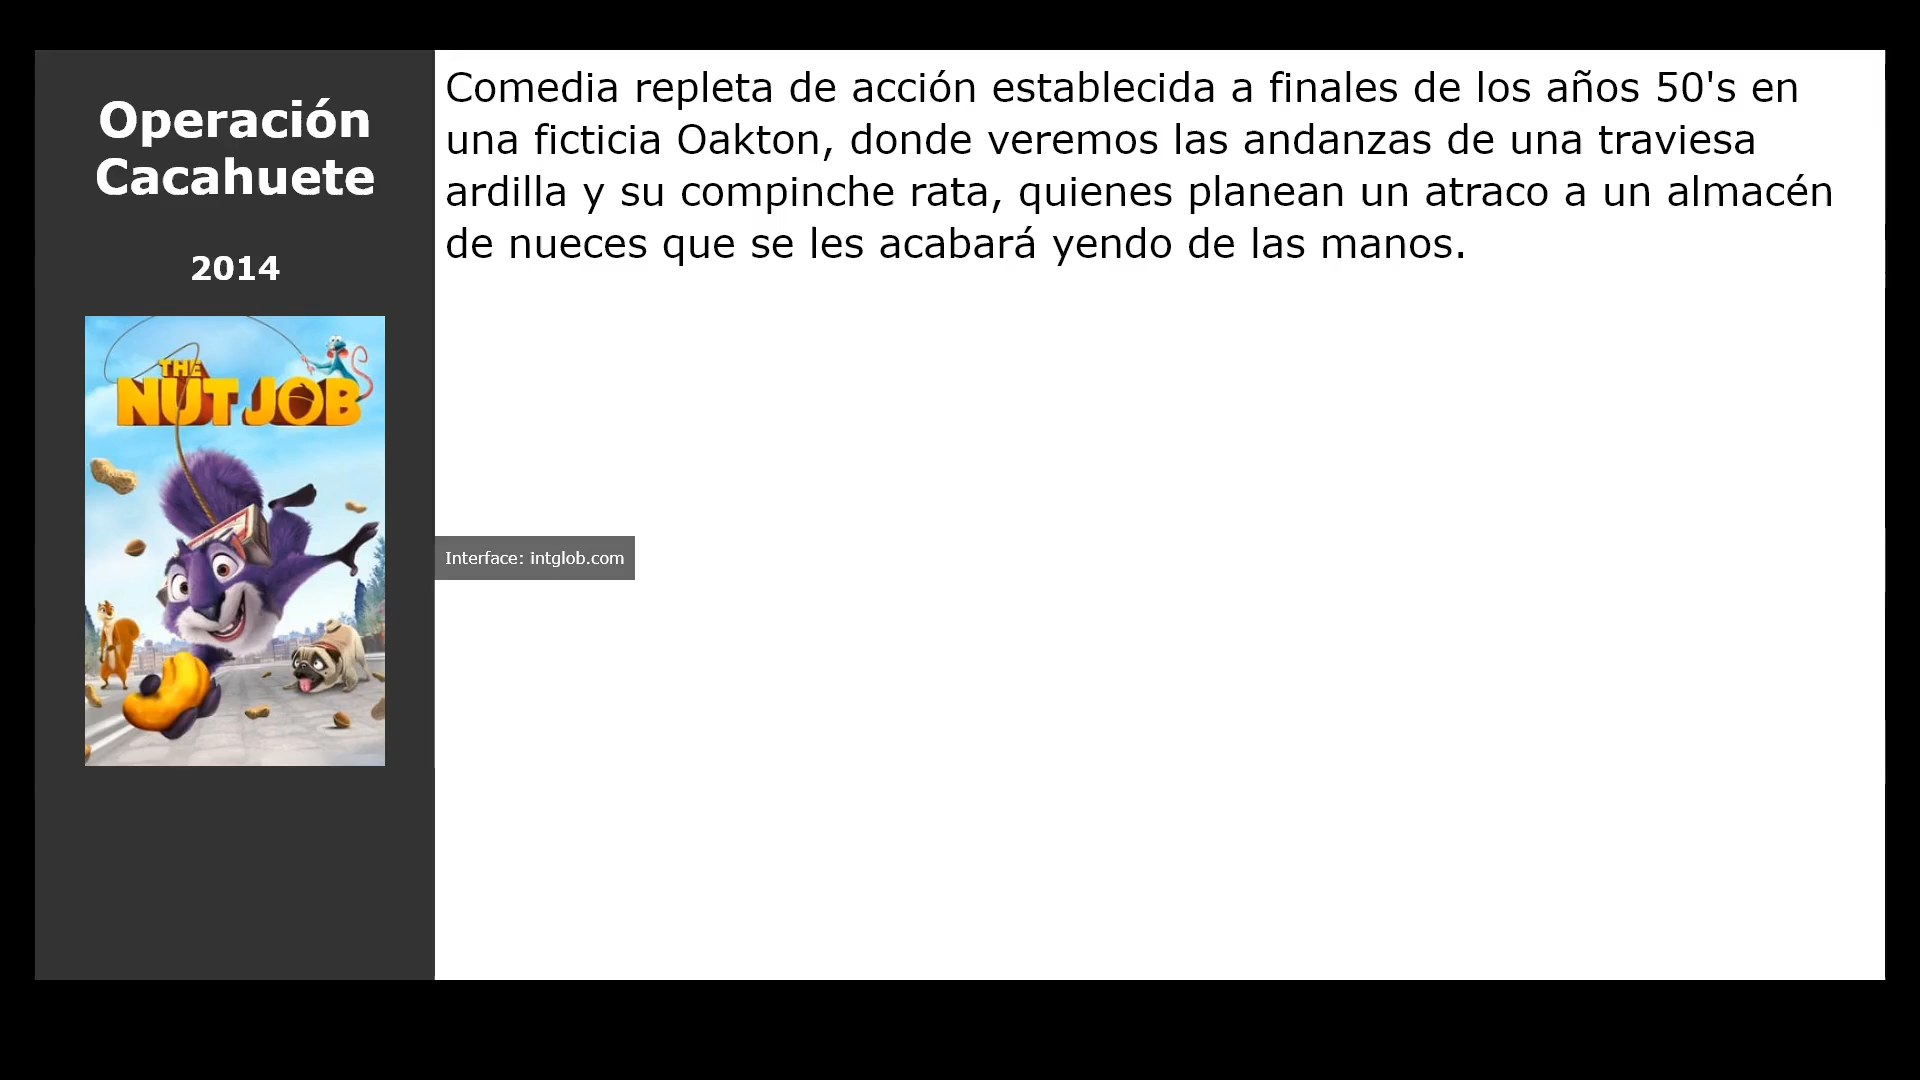 Operación
Cacahuete
2014
THE
NUT JOB
Comedia repleta de acción establecida a finales de los años 50's en
una ficticia Oakton, donde veremos las andanzas de una traviesa
ardilla y su compinche rata, quienes planean un atraco a un almacén
de nueces que se les acabará yendo de las manos.
Interface: intglob.com